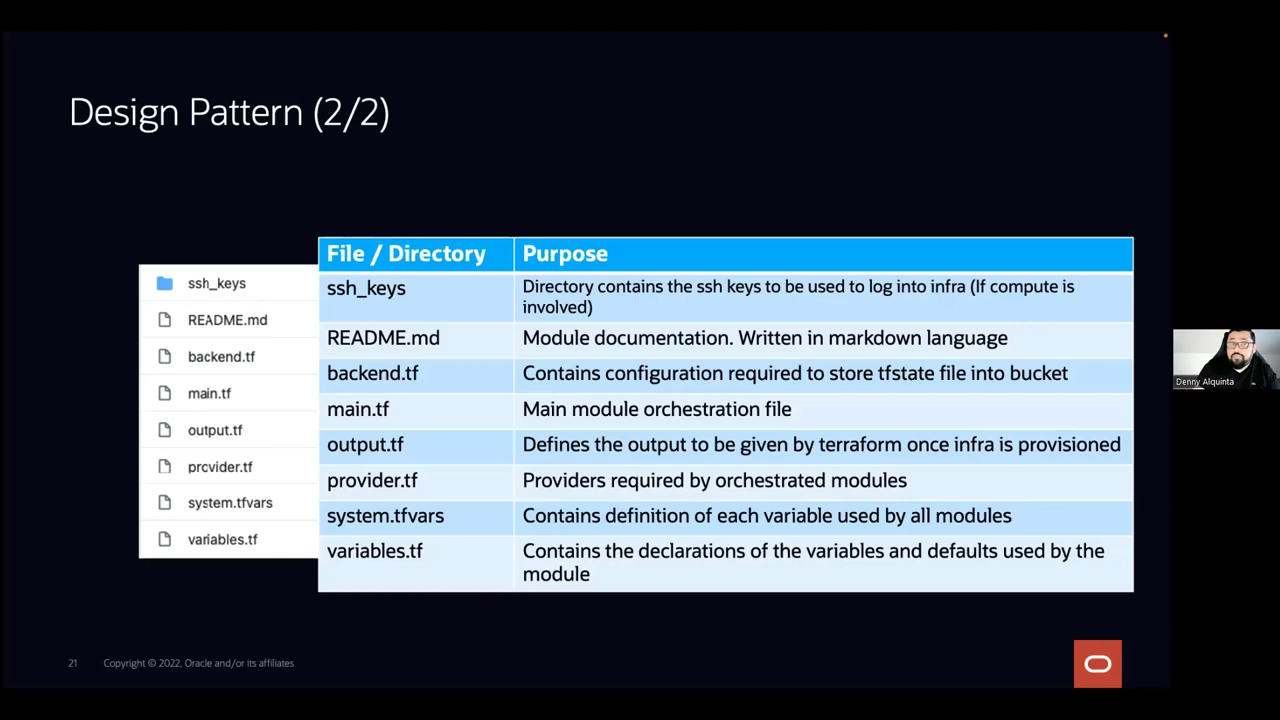 Design Pattern (2/2)
ssh_keys
README.md
backend.tf
main.tf
output.tf
provider.tf
system.tfvars
variables.tf
File / Directory Purpose
ssh_keys Directory contains the ssh keys to be used to log into infra (If compute is
involved)
README.md Module documentation. Written in markdown language
backend.tf Contains configuration required to store tfstate file into bucket
main.tf Main module orchestration file
output.tf Defines the output to be given by terraform once infra is provisioned
provider.tf Providers required by orchestrated modules
system.tfvars Contains definition of each variable used by all modules
variables.tf Contains the declarations of the variables and defaults used by the
module
Denny Alquinta
21 Copyright © 2022, Oracle and/or its affiliates